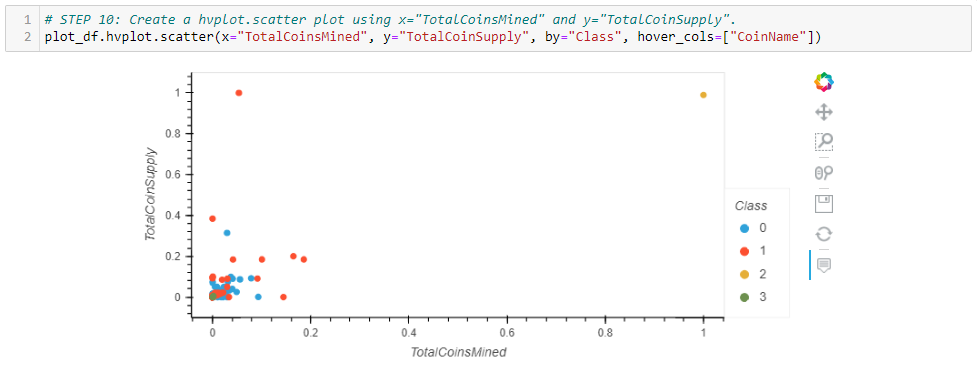 1 # STEP 10: Create a hvplot.scatter plot using x="TotalCoinsMined" and y="TotalCoinSupply".
2 plot_df.hvplot.scatter(x="TotalCoinsMined", y="TotalCoinSupply", by="Class", hover_cols=["CoinName"])
1
0.8
0.6
0.4
0.2
0
TotalCoinSupply
0 0.2 0.4 0.6 0.8 1
TotalCoinsMined
Class
0
1
2
3